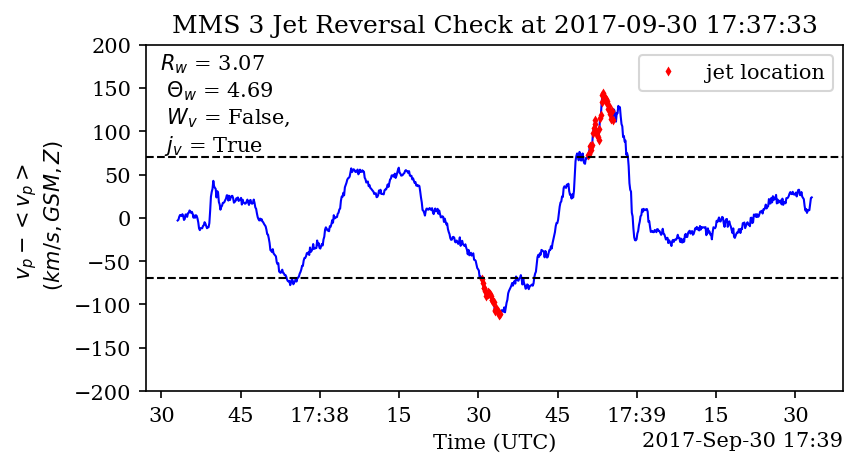 MMS 3 Jet Reversal Check at 2017-09-30 17:37:33
R_w = 3.07
Θ_w = 4.69
W_v = False,
j_v = True
jet location
200
150
100
50
0
−50
−100
−150
−200
v_p − < v_p >
(km/s, GSM, Z)
30 45 17:38 15 30 45 17:39 15 30
Time (UTC)
2017-Sep-30 17:39